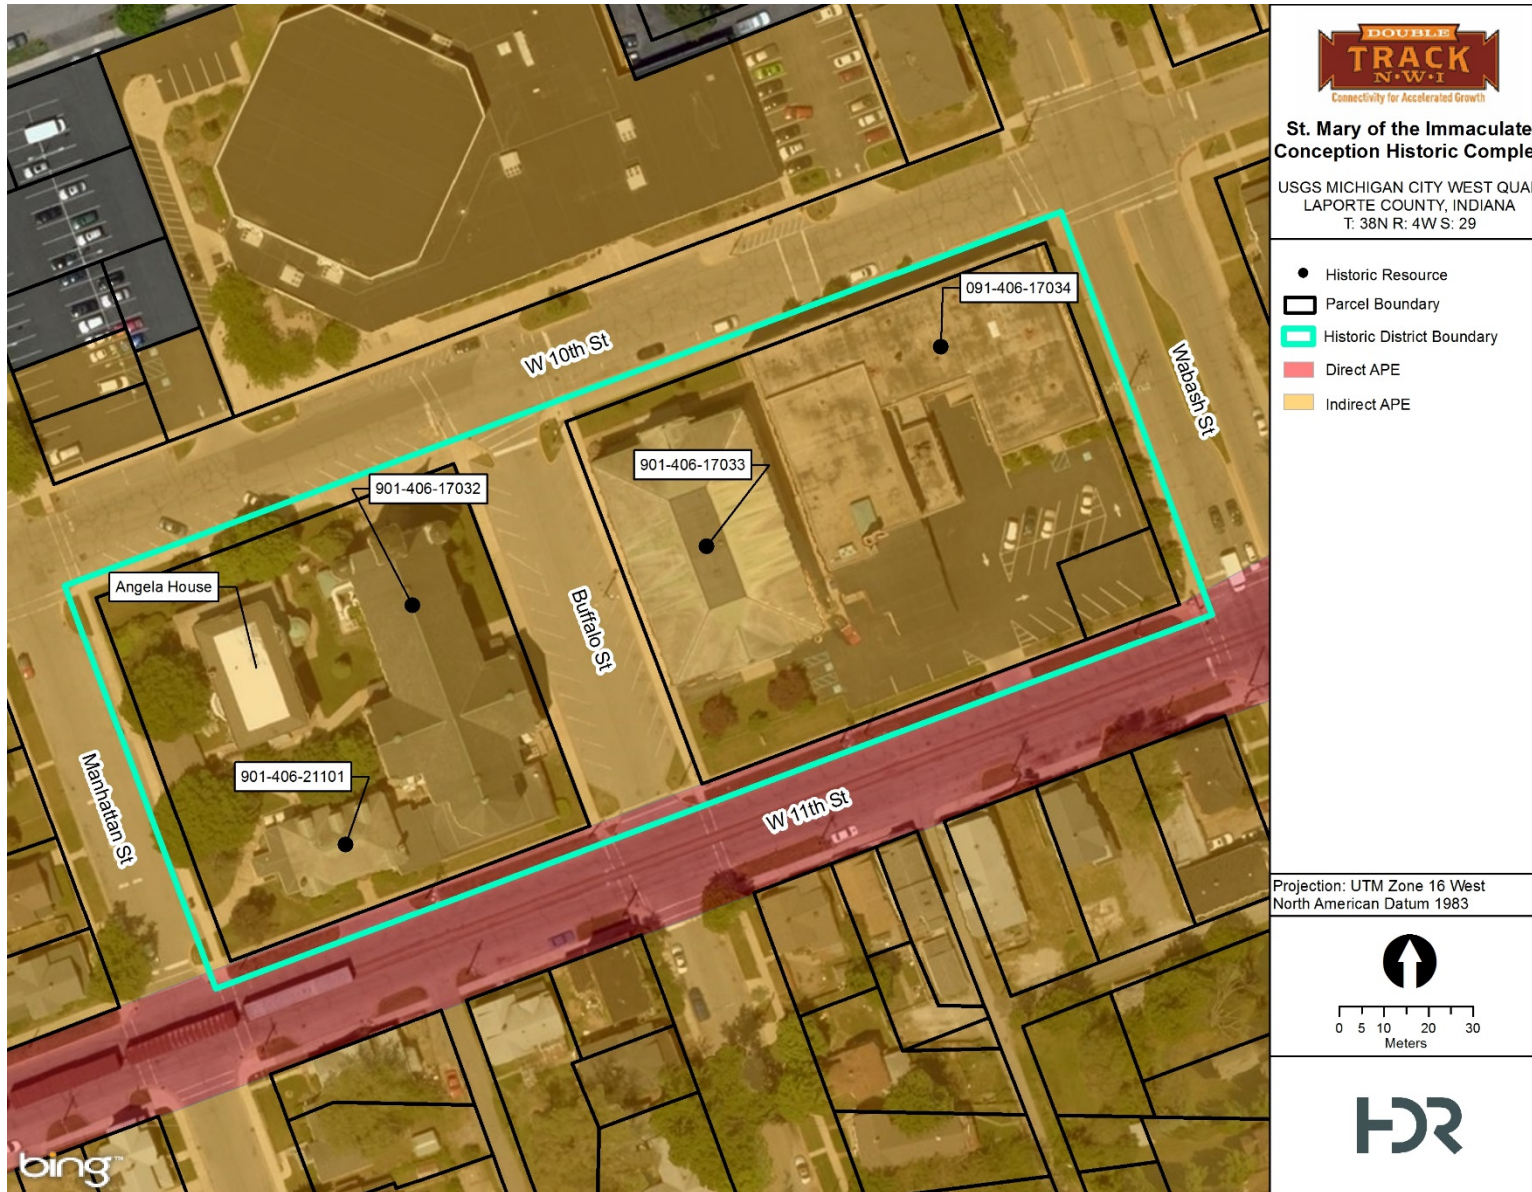 DOUBLE
TRACK
N•W•I
Connectivity for Accelerated Growth
St. Mary of the Immaculate
Conception Historic Comple
USGS MICHIGAN CITY WEST QUA
LAPORTE COUNTY, INDIANA
T: 38N R: 4W S: 29
Historic Resource
Parcel Boundary
Historic District Boundary
Direct APE
Indirect APE
091-406-17034
W 10th St
Wabash St
901-406-17033
901-406-17032
Angela House
Buffalo St
901-406-21101
Manhattan St
W 11th St
Projection: UTM Zone 16 West
North American Datum 1983
0 5 10 20 30
Meters
HDR
bing™